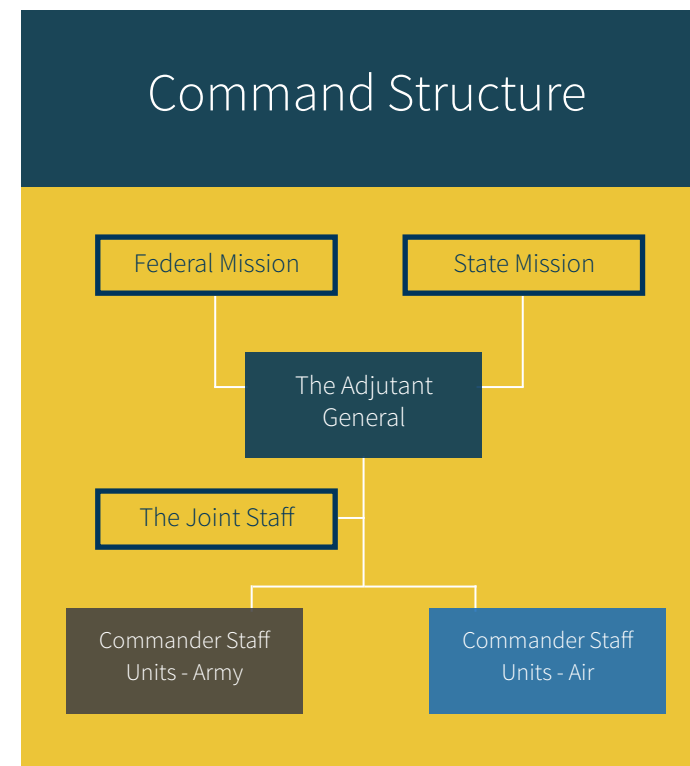 Command Structure
Federal Mission
State Mission
The Adjutant
General
The Joint Staff
Commander Staff
Units - Army
Commander Staff
Units - Air